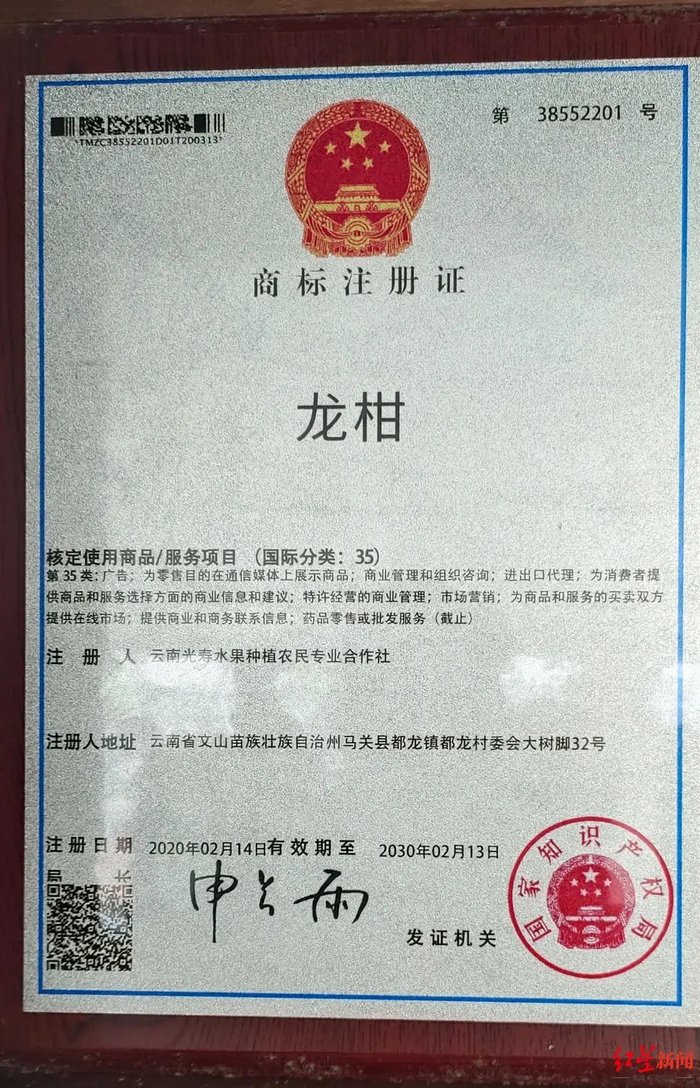 第 38552201 号
*TMZC38552201D01T200313*
商标注册证
龙柑
核定使用商品/服务项目 （国际分类：35）
第35类：广告；为零售目的在通信媒体上展示商品；商业管理和组织咨询；进出口代理；为消费者提
供商品和服务选择方面的商业信息和建议；特许经营的商业管理；市场营销；为商品和服务的买卖双方
提供在线市场；提供商业和商务联系信息；药品零售或批发服务（截止）
注册人 云南光寿水果种植农民专业合作社
注册人地址 云南省文山苗族壮族自治州马关县都龙镇都龙村委会大树脚32号
注册日期 2020年02月14日 有效期至 2030年02月13日
局长 申长雨
发证机关
国家知识产权局
红星新闻